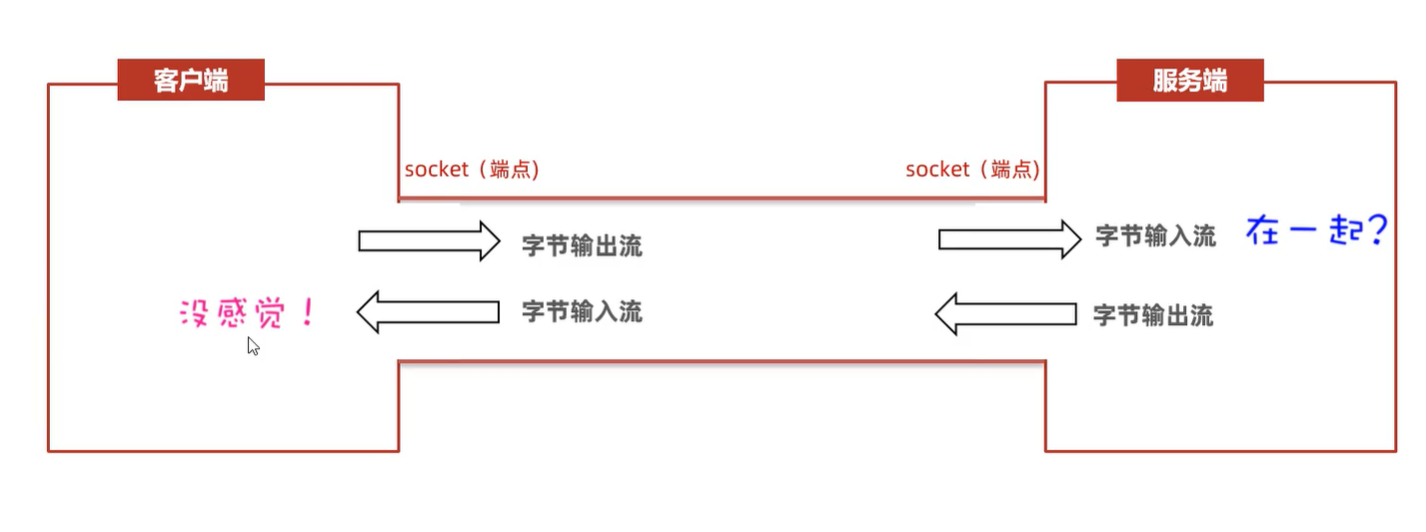 客户端
服务端
socket（端点)
socket（端点)
字节输出流
字节输入流
在一起?
没感觉！
字节输入流
字节输出流